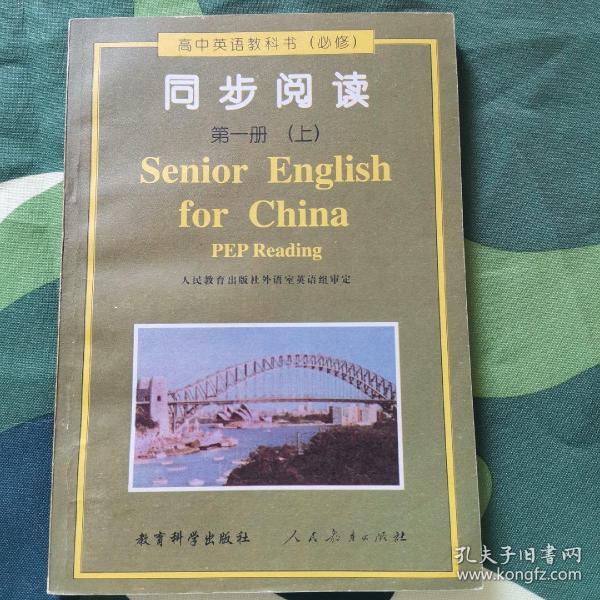 高中英语教科书（必修）
同步阅读
第一册（上）
Senior English
for China
PEP Reading
人民教育出版社外语室英语组审定
教育科学出版社 人民教育出版社
孔夫子旧书网
www.kongfz.com